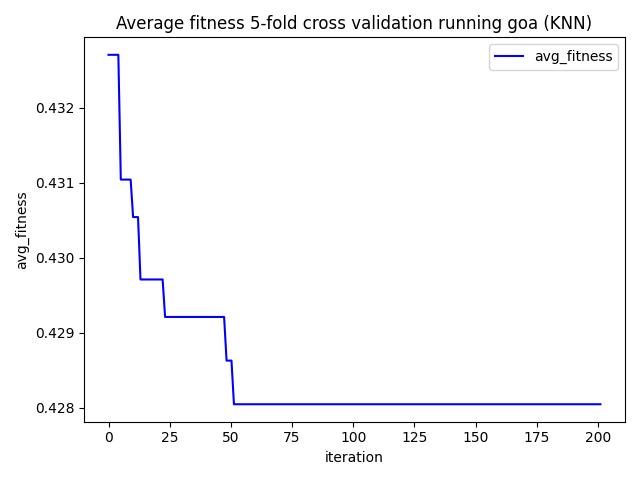 Average fitness 5-fold cross validation running goa (KNN)
avg_fitness
0.432
0.431
0.430
0.429
0.428
avg_fitness
0 25 50 75 100 125 150 175 200
iteration